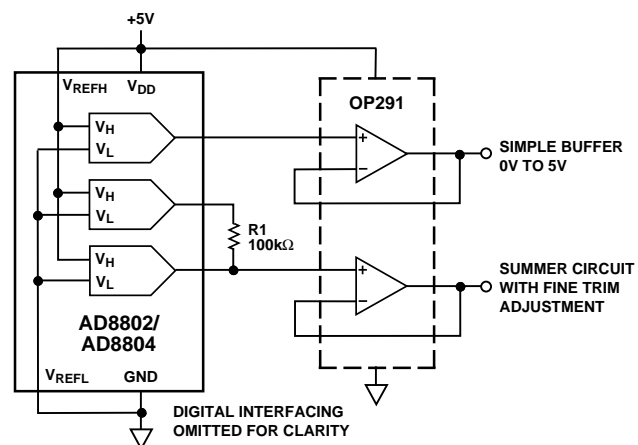 +5V
VREFH
VDD
OP291
VH
VL
+
−
SIMPLE BUFFER
0V TO 5V
VH
VL
R1
100kΩ
VH
VL
+
−
SUMMER CIRCUIT
WITH FINE TRIM
ADJUSTMENT
AD8802/
AD8804
VREFL
GND
DIGITAL INTERFACING
OMITTED FOR CLARITY